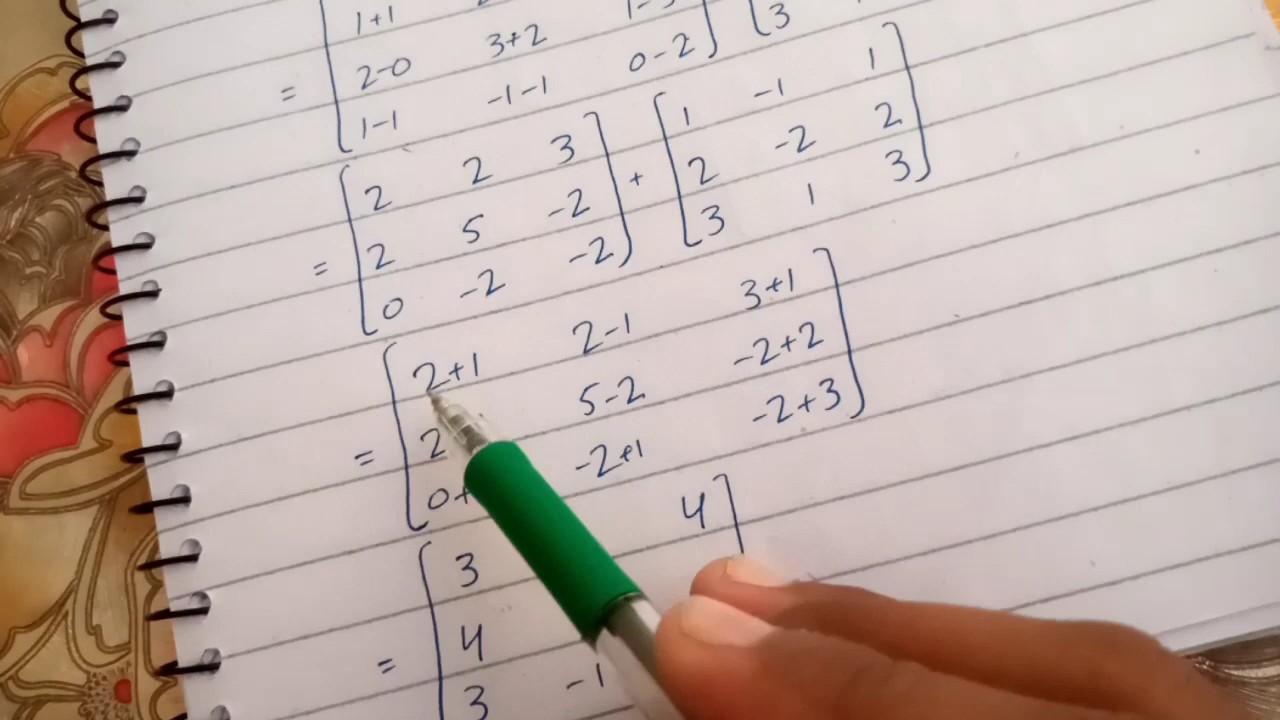 1+1
2-0 3+2
= 1-1 -1-1 0-2 3
2 2 3 1 -1 1
= 2 5 -2 + 2 -2 2
0 -2 -2 3 1 3
2+1 2-1 3+1
= 2 5-2 -2+2
0+ -2+1 -2+3
3 4
= 4
3 -1